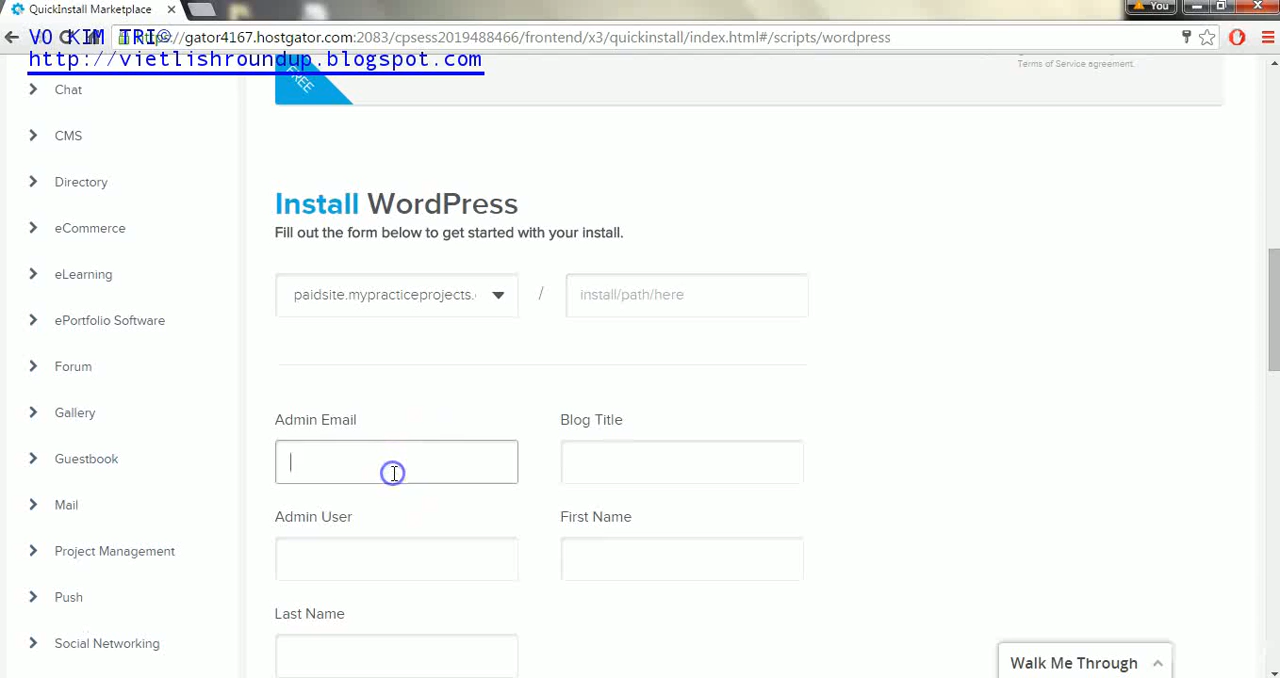 QuickInstall Marketplace
You
VO KIM TRI©
gator4167.hostgator.com:2083/cpsess2019488466/frontend/x3/quickinstall/index.html#/scripts/wordpress
http://vietlishroundup.blogspot.com
FREE
Terms of Service agreement.
Chat
CMS
Directory
eCommerce
eLearning
ePortfolio Software
Forum
Gallery
Guestbook
Mail
Project Management
Push
Social Networking
Install WordPress
Fill out the form below to get started with your install.
paidsite.mypracticeprojects. / install/path/here
Admin Email Blog Title
Admin User First Name
Last Name
Walk Me Through